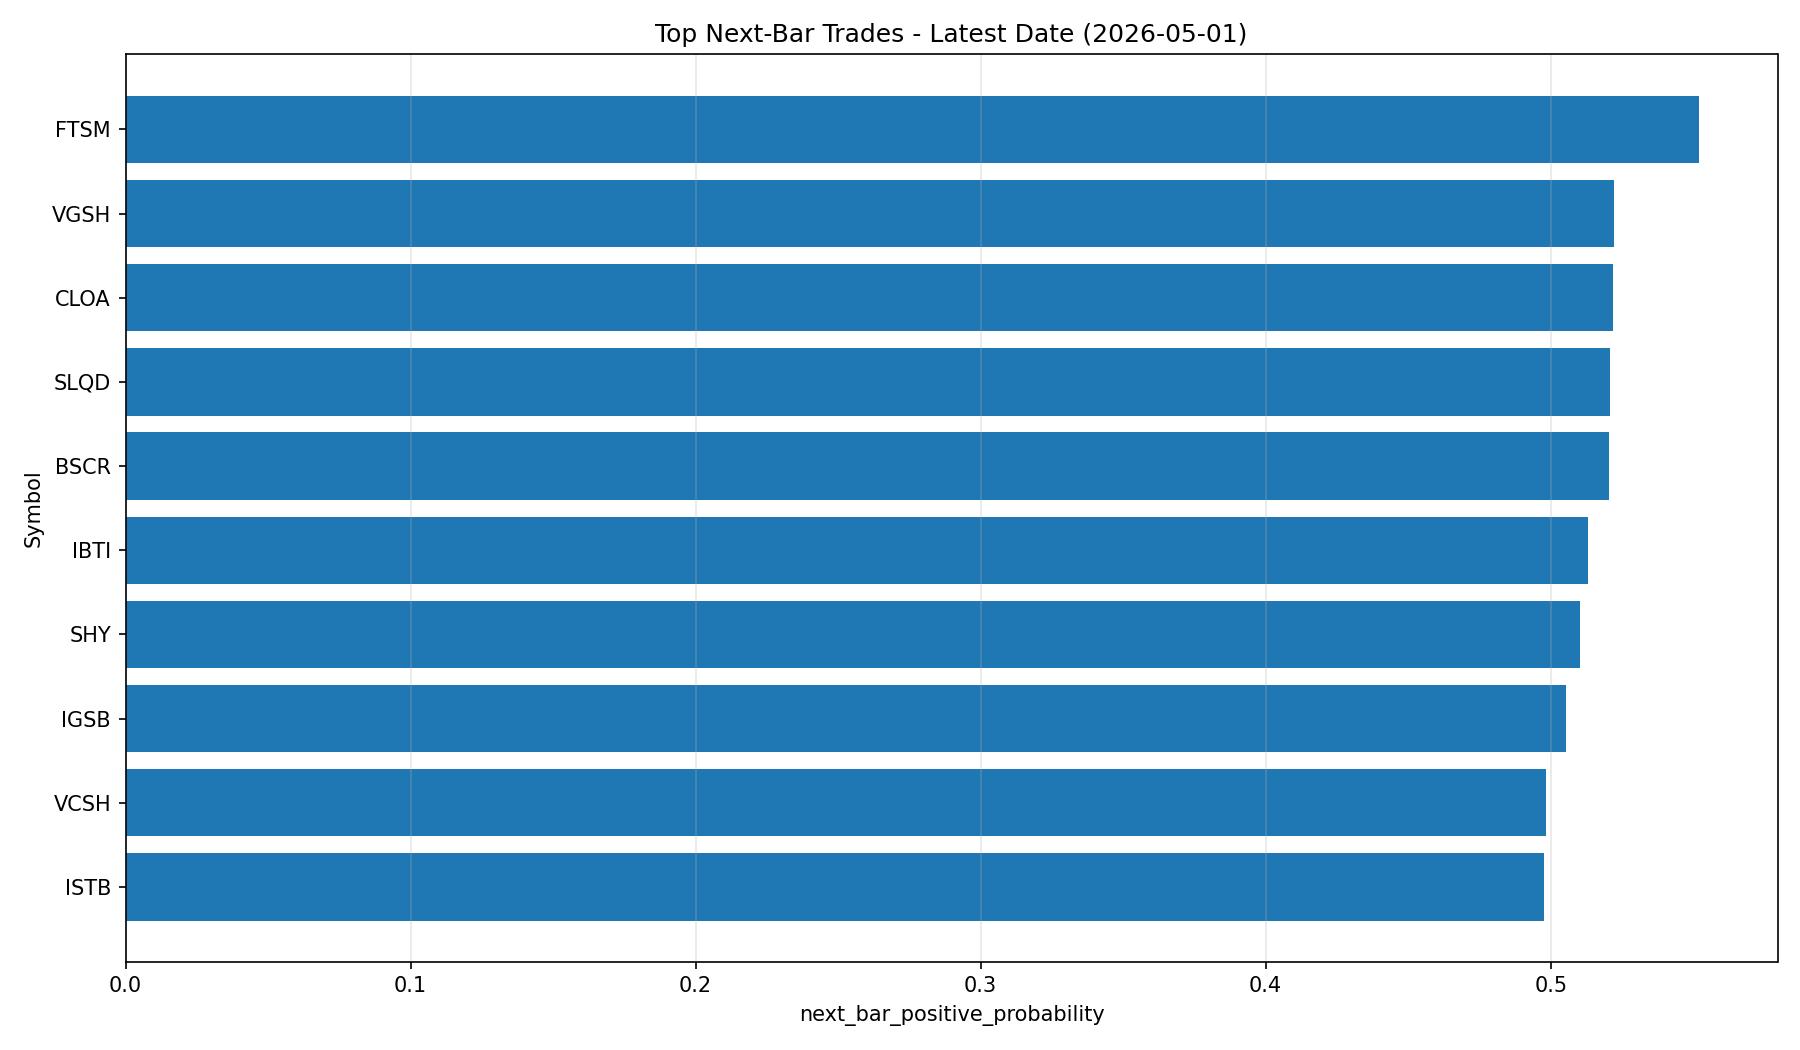 Top Next-Bar Trades - Latest Date (2026-05-01)
Symbol
FTSM
VGSH
CLOA
SLQD
BSCR
IBTI
SHY
IGSB
VCSH
ISTB
0.0 0.1 0.2 0.3 0.4 0.5
next_bar_positive_probability